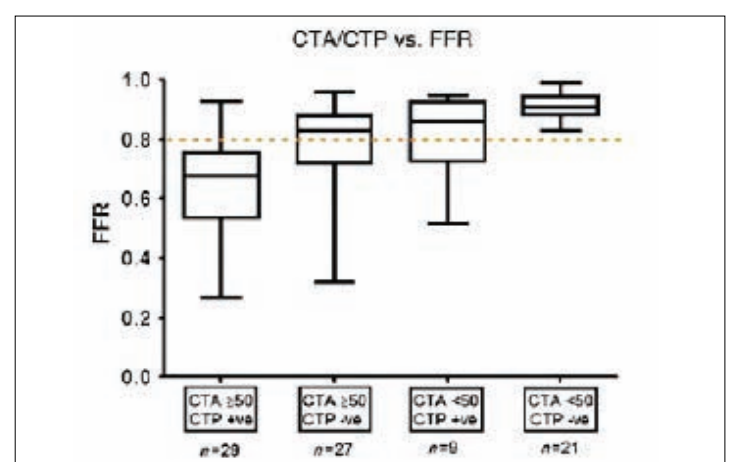 CTA/CTP vs. FFR
1.0
0.8
0.6
0.4
0.2
0.0
FFR
CTA ≥50
CTP +ve
n=29
CTA ≥50
CTP -ve
n=27
CTA <50
CTP +ve
n=9
CTA <50
CTP -ve
n=21